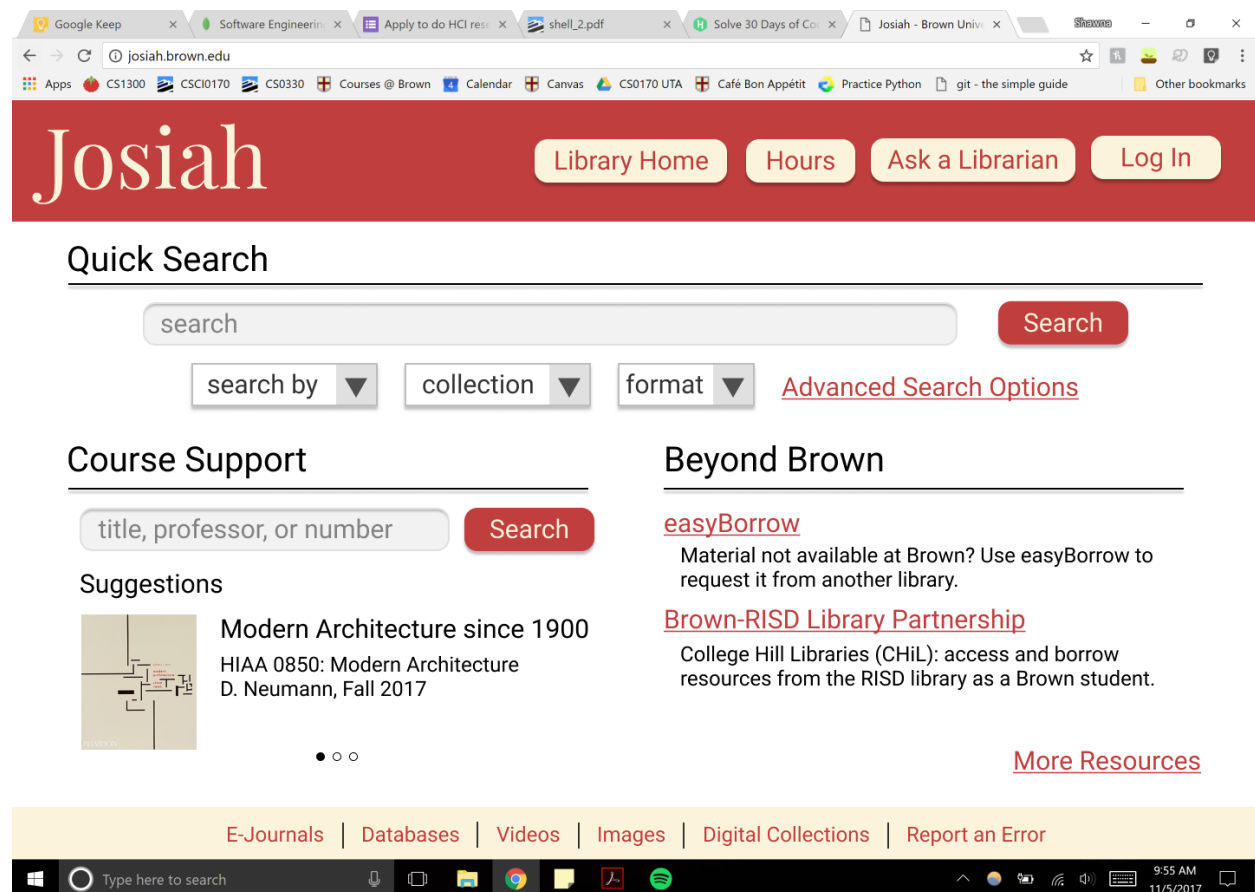 Google Keep
Software Engineerin
Apply to do HCI rese
shell_2.pdf
Solve 30 Days of Co
Josiah - Brown Unive
Shawna
josiah.brown.edu
Apps
CS1300
CSCI0170
CS0330
Courses @ Brown
4
Calendar
Canvas
CS0170 UTA
Café Bon Appétit
Practice Python
git - the simple guide
Other bookmarks
Josiah
Library Home
Hours
Ask a Librarian
Log In
Quick Search
search
Search
search by
collection
format
Advanced Search Options
Course Support
title, professor, or number
Search
Suggestions
Modern Architecture since 1900
HIAA 0850: Modern Architecture
D. Neumann, Fall 2017
Beyond Brown
easyBorrow
Material not available at Brown? Use easyBorrow to
request it from another library.
Brown-RISD Library Partnership
College Hill Libraries (CHiL): access and borrow
resources from the RISD library as a Brown student.
More Resources
E-Journals | Databases | Videos | Images | Digital Collections | Report an Error
Type here to search
9:55 AM
11/5/2017